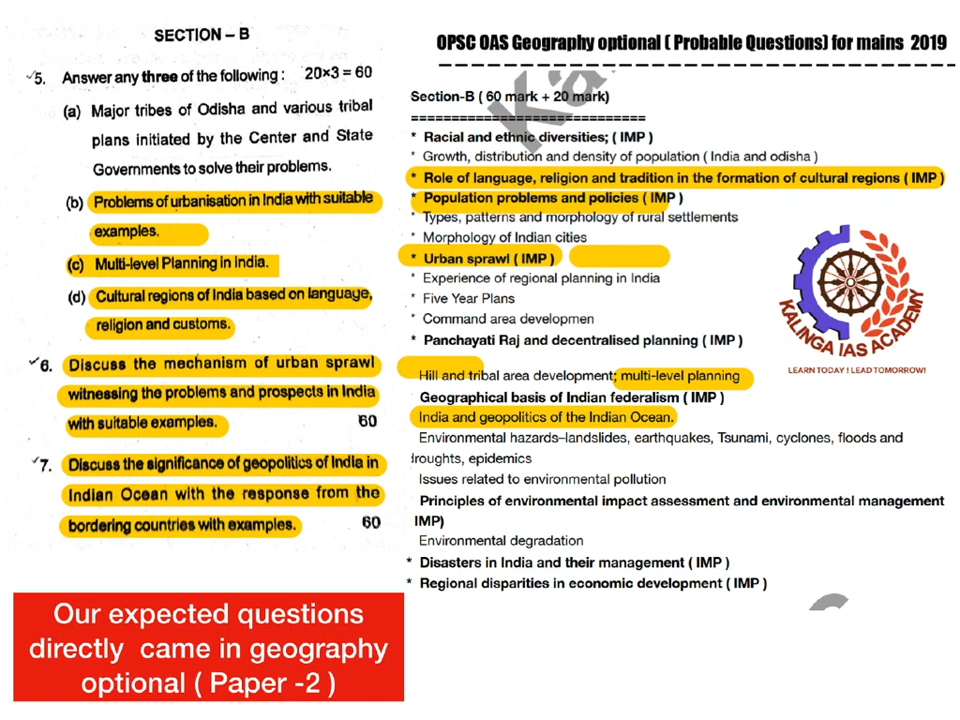 SECTION – B
5. Answer any three of the following : 20×3 = 60
(a) Major tribes of Odisha and various tribal
plans initiated by the Center and State
Governments to solve their problems.
(b) Problems of urbanisation in India with suitable
examples.
(c) Multi-level Planning in India.
(d) Cultural regions of India based on language,
religion and customs.
6. Discuss the mechanism of urban sprawl
witnessing the problems and prospects in India
with suitable examples. 60
7. Discuss the significance of geopolitics of India in
Indian Ocean with the response from the
bordering countries with examples. 60
Our expected questions
directly came in geography
optional ( Paper -2 )
OPSC OAS Geography optional ( Probable Questions) for mains 2019
Section-B ( 60 mark + 20 mark)
============================
* Racial and ethnic diversities; ( IMP )
* Growth, distribution and density of population ( India and odisha )
* Role of language, religion and tradition in the formation of cultural regions ( IMP )
* Population problems and policies ( IMP )
* Types, patterns and morphology of rural settlements
* Morphology of Indian cities
* Urban sprawl ( IMP )
* Experience of regional planning in India
* Five Year Plans
* Command area developmen
* Panchayati Raj and decentralised planning ( IMP )
Hill and tribal area development; multi-level planning
Geographical basis of Indian federalism ( IMP )
India and geopolitics of the Indian Ocean.
Environmental hazards–landslides, earthquakes, Tsunami, cyclones, floods and
droughts, epidemics
Issues related to environmental pollution
Principles of environmental impact assessment and environmental management
IMP)
Environmental degradation
* Disasters in India and their management ( IMP )
* Regional disparities in economic development ( IMP )
KALINGA IAS ACADEMY
LEARN TODAY ! LEAD TOMORROW!